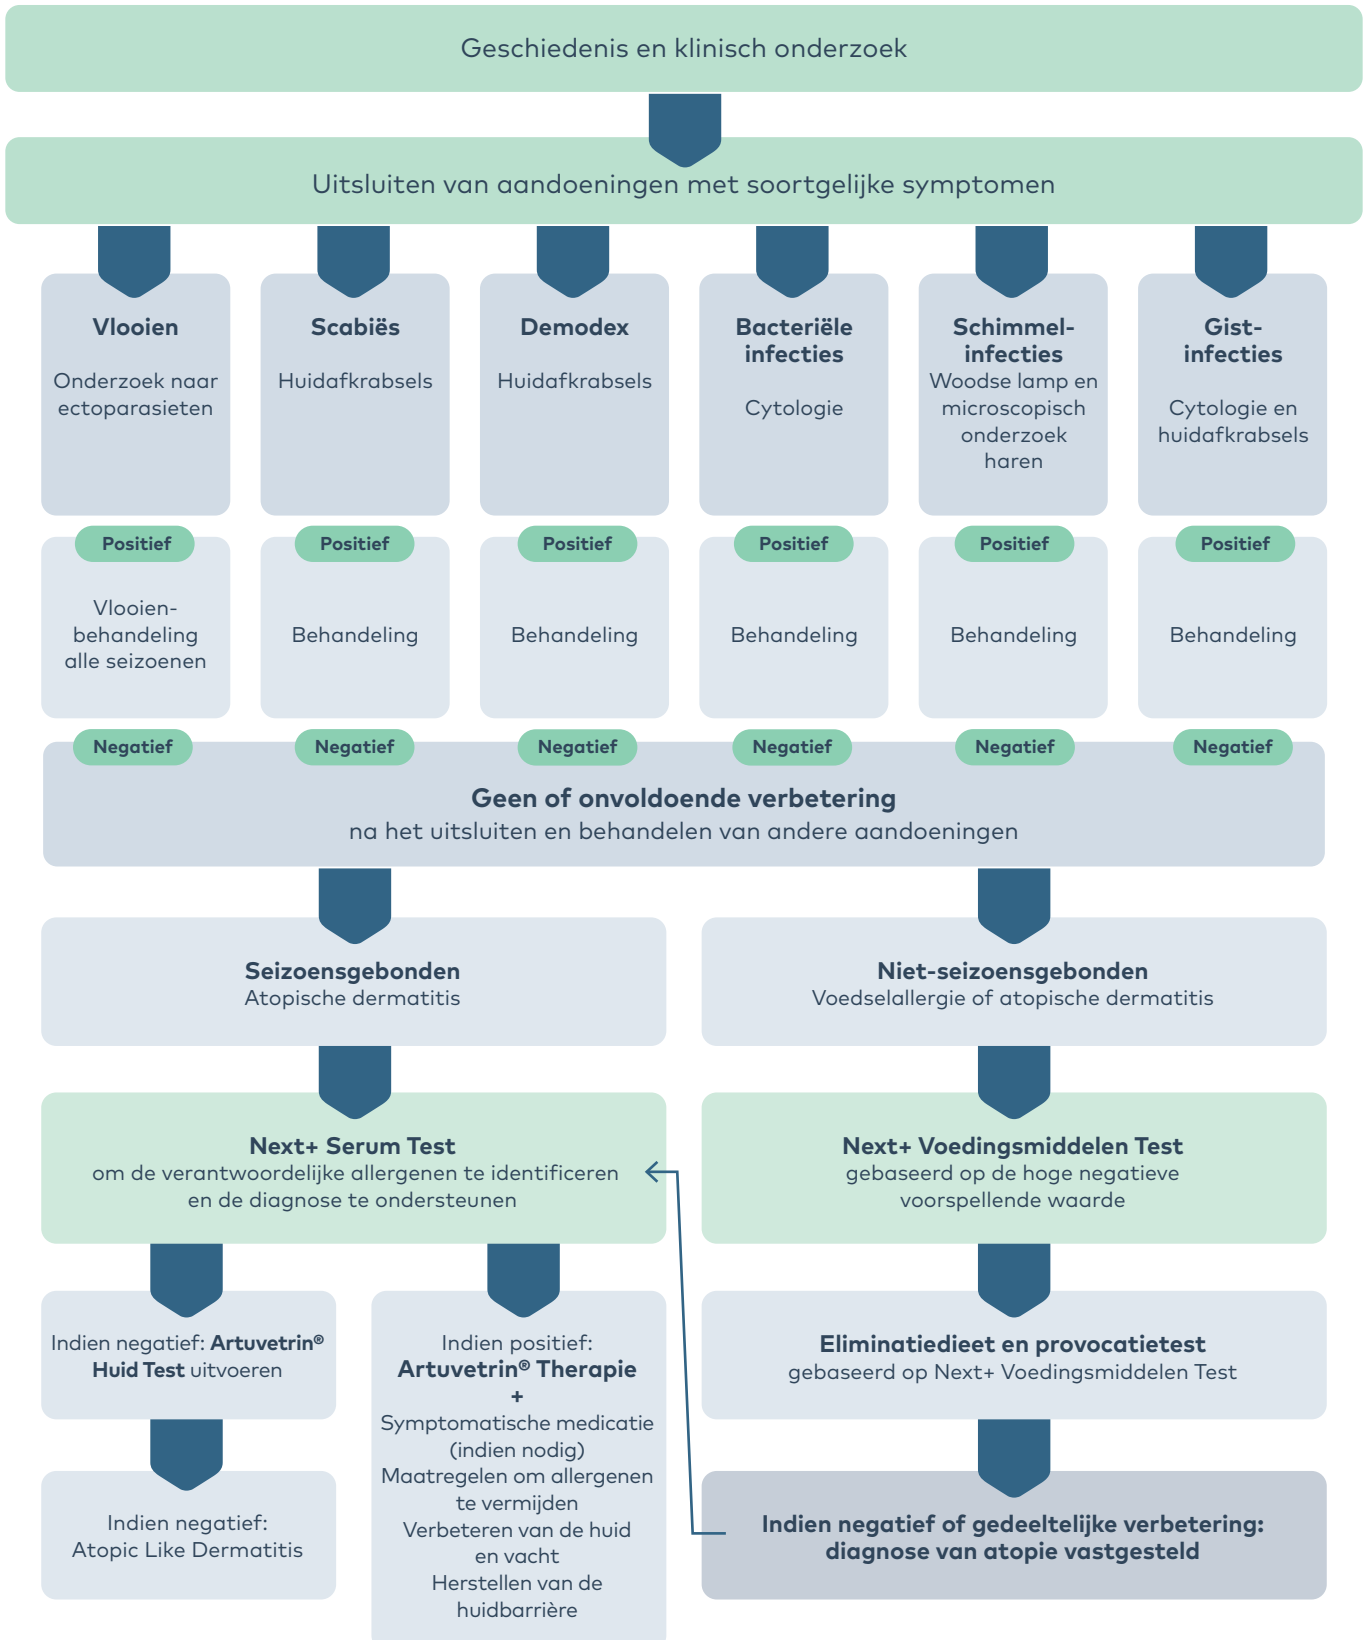 Geschiedenis en klinisch onderzoek
Uitsluiten van aandoeningen met soortgelijke symptomen
Vlooien
Onderzoek naar
ectoparasieten
Scabiës
Huidafkrabsels
Demodex
Huidafkrabsels
Bacteriële
infecties
Cytologie
Schimmel-
infecties
Woodse lamp en
microscopisch
onderzoek
haren
Gist-
infecties
Cytologie en
huidafkrabsels
Positief
Positief
Positief
Positief
Positief
Positief
Vlooien-
behandeling
alle seizoenen
Behandeling
Behandeling
Behandeling
Behandeling
Behandeling
Negatief
Negatief
Negatief
Negatief
Negatief
Negatief
Geen of onvoldoende verbetering
na het uitsluiten en behandelen van andere aandoeningen
Seizoensgebonden
Atopische dermatitis
Niet-seizoensgebonden
Voedselallergie of atopische dermatitis
Next+ Serum Test
om de verantwoordelijke allergenen te identificeren
en de diagnose te ondersteunen
Next+ Voedingsmiddelen Test
gebaseerd op de hoge negatieve
voorspellende waarde
Indien negatief: Artuvetrin®
Huid Test uitvoeren
Indien positief:
Artuvetrin® Therapie
+
Symptomatische medicatie
(indien nodig)
Maatregelen om allergenen
te vermijden
Verbeteren van de huid
en vacht
Herstellen van de
huidbarrière
Eliminatiedieet en provocatietest
gebaseerd op Next+ Voedingsmiddelen Test
Indien negatief:
Atopic Like Dermatitis
Indien negatief of gedeeltelijke verbetering:
diagnose van atopie vastgesteld